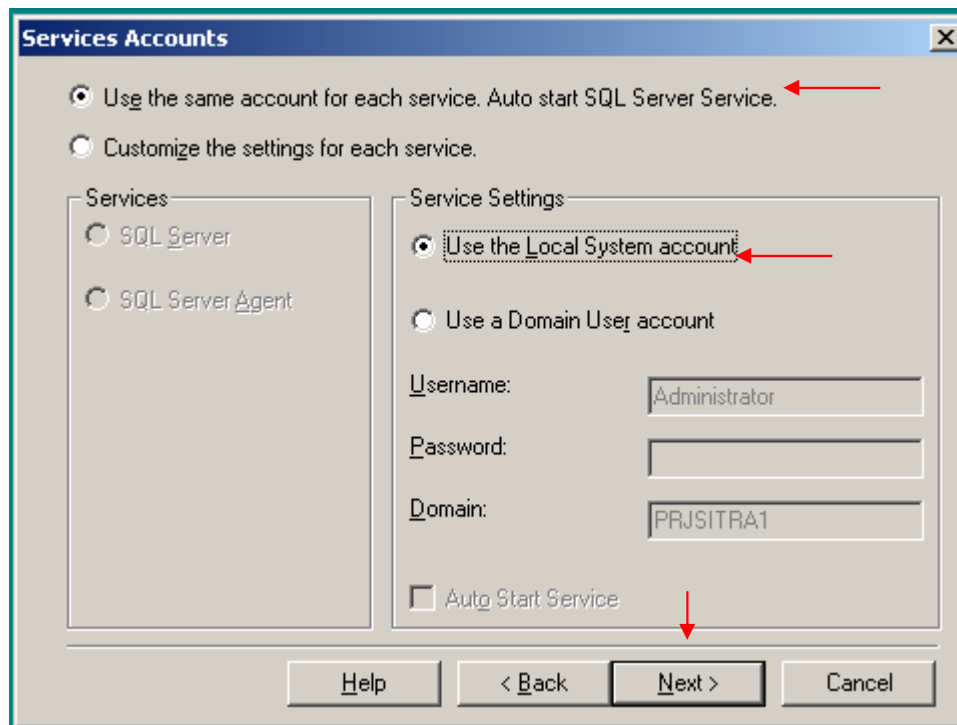 Services Accounts
Use the same account for each service. Auto start SQL Server Service.
Customize the settings for each service.
Services
SQL Server
SQL Server Agent
Service Settings
Use the Local System account
Use a Domain User account
Username:
Administrator
Password:
Domain:
PRJSITRA1
Auto Start Service
Help
< Back
Next >
Cancel